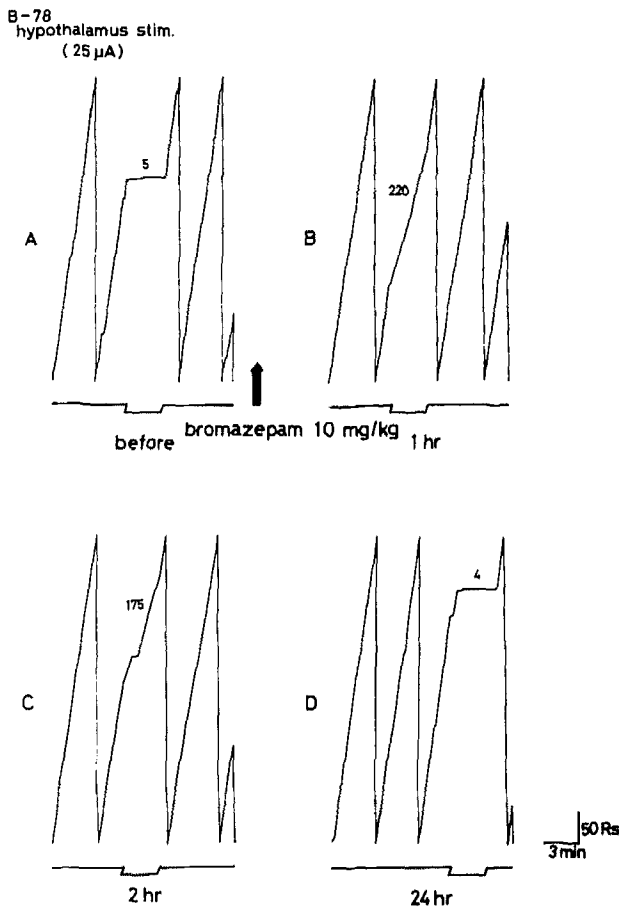 B-78
hypothalamus stim.
(25 µA)
5
A
220
B
before
bromazepam 10 mg/kg
1 hr
175
C
4
D
50 Rs
3 min
2 hr
24 hr